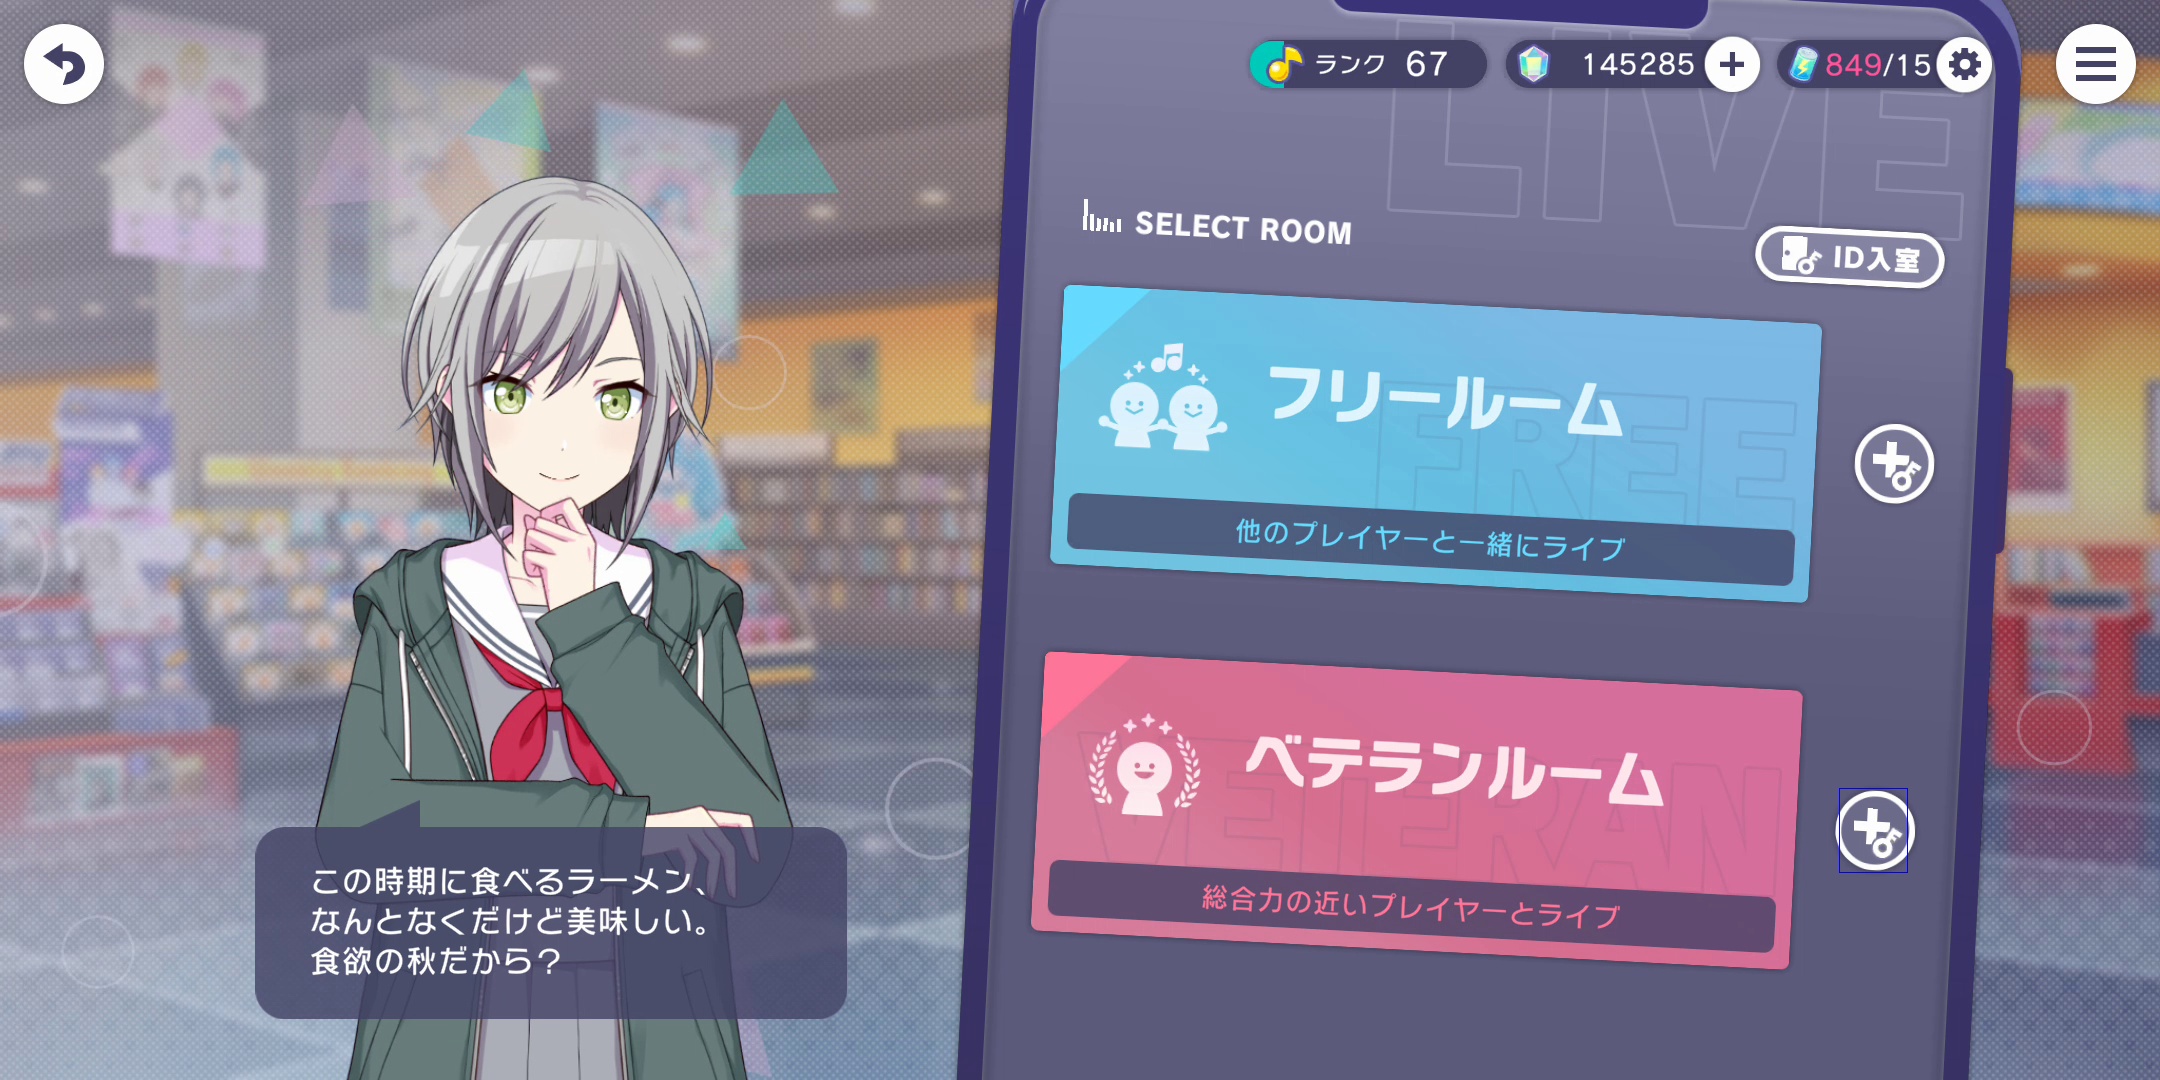 ランク 67
145285
849/15
LIVE
SELECT ROOM
ID入室
フリールーム
FREE
他のプレイヤーと一緒にライブ
ベテランルーム
VETERAN
総合力の近いプレイヤーとライブ
この時期に食べるラーメン、
なんとなくだけど美味しい。
食欲の秋だから？